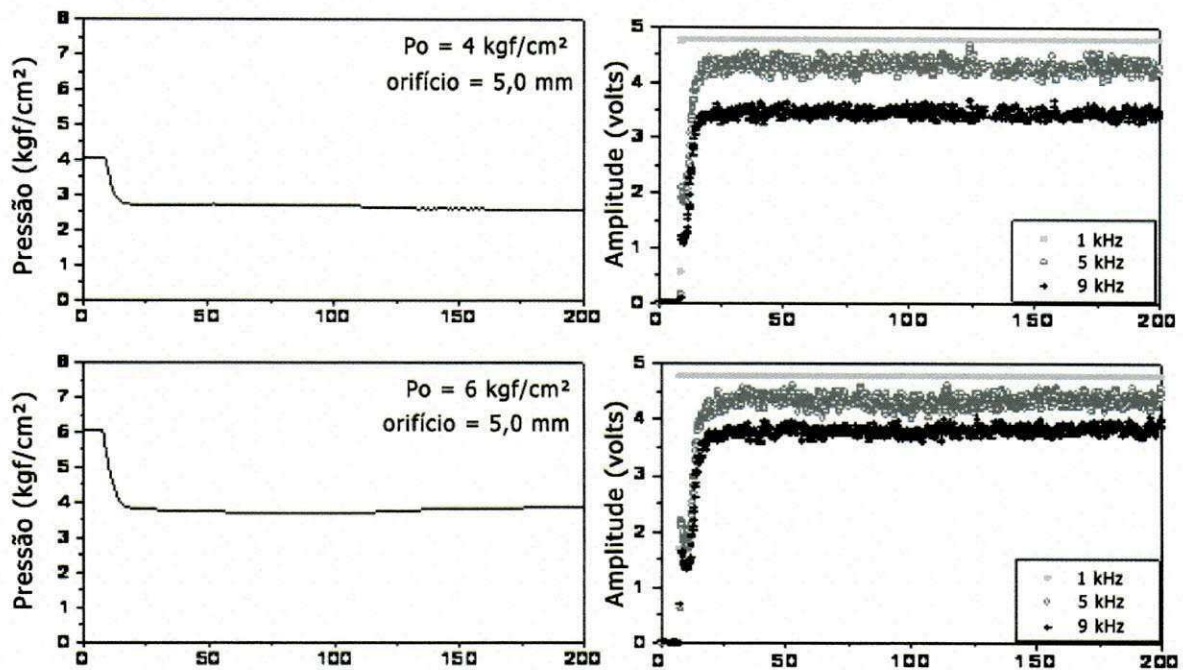 Pressão (kgf/cm²)
8
7
6
5
4
3
2
1
0
0 50 100 150 200
Po = 4 kgf/cm²
orifício = 5,0 mm
Amplitude (volts)
5
4
3
2
1
0
0 50 100 150 200
1 kHz
5 kHz
9 kHz
Pressão (kgf/cm²)
8
7
6
5
4
3
2
1
0
0 50 100 150 200
Po = 6 kgf/cm²
orifício = 5,0 mm
Amplitude (volts)
5
4
3
2
1
0
0 50 100 150 200
1 kHz
5 kHz
9 kHz